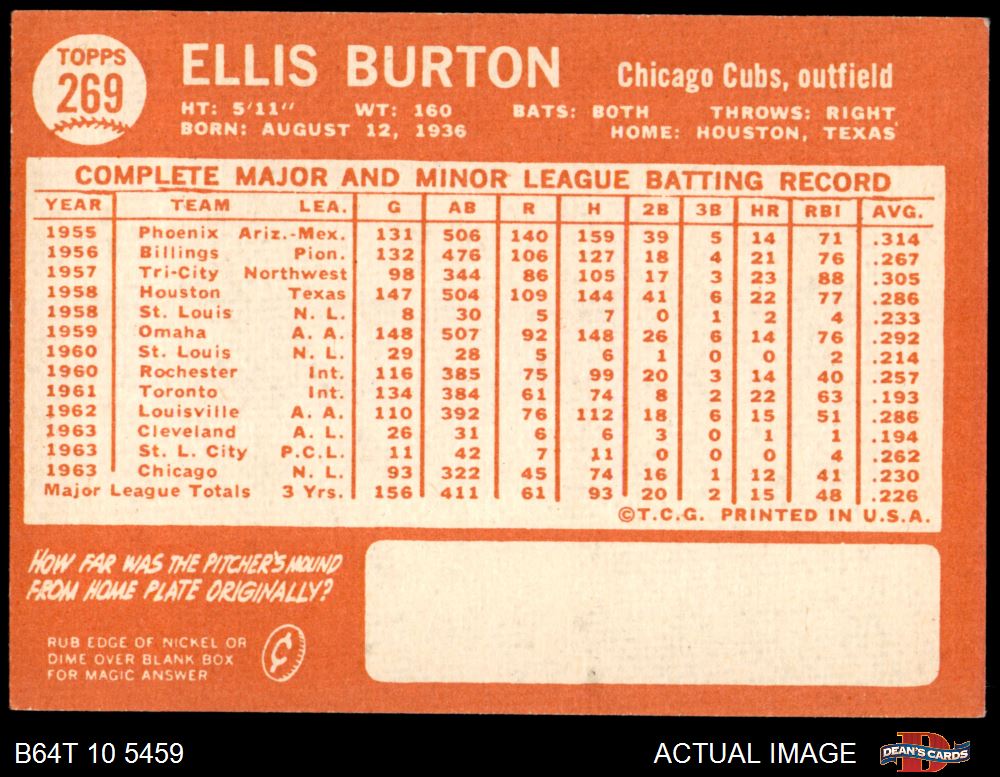 TOPPS
269
ELLIS BURTON Chicago Cubs, outfield
HT: 5'11" WT: 160 BATS: BOTH THROWS: RIGHT
BORN: AUGUST 12, 1936 HOME: HOUSTON, TEXAS
COMPLETE MAJOR AND MINOR LEAGUE BATTING RECORD
YEAR TEAM LEA. G AB R H 2B 3B HR RBI AVG.
1955 Phoenix Ariz.-Mex. 131 506 140 159 39 5 14 71 .314
1956 Billings Pion. 132 476 106 127 18 4 21 76 .267
1957 Tri-City Northwest 98 344 86 105 17 3 23 88 .305
1958 Houston Texas 147 504 109 144 41 6 22 77 .286
1958 St. Louis N. L. 8 30 5 7 0 1 2 4 .233
1959 Omaha A. A. 148 507 92 148 26 6 14 76 .292
1960 St. Louis N. L. 29 28 5 6 1 0 0 2 .214
1960 Rochester Int. 116 385 75 99 20 3 14 40 .257
1961 Toronto Int. 134 384 61 74 8 2 22 63 .193
1962 Louisville A. A. 110 392 76 112 18 6 15 51 .286
1963 Cleveland A. L. 26 31 6 6 3 0 1 1 .194
1963 St. L. City P.C.L. 11 42 7 11 0 0 0 4 .262
1963 Chicago N. L. 93 322 45 74 16 1 12 41 .230
Major League Totals 3 Yrs. 156 411 61 93 20 2 15 48 .226
©T.C.G. PRINTED IN U.S.A.
HOW FAR WAS THE PITCHER'S MOUND
FROM HOME PLATE ORIGINALLY?
RUB EDGE OF NICKEL OR
DIME OVER BLANK BOX
FOR MAGIC ANSWER
¢
B64T 10 5459 ACTUAL IMAGE DEAN'S CARDS